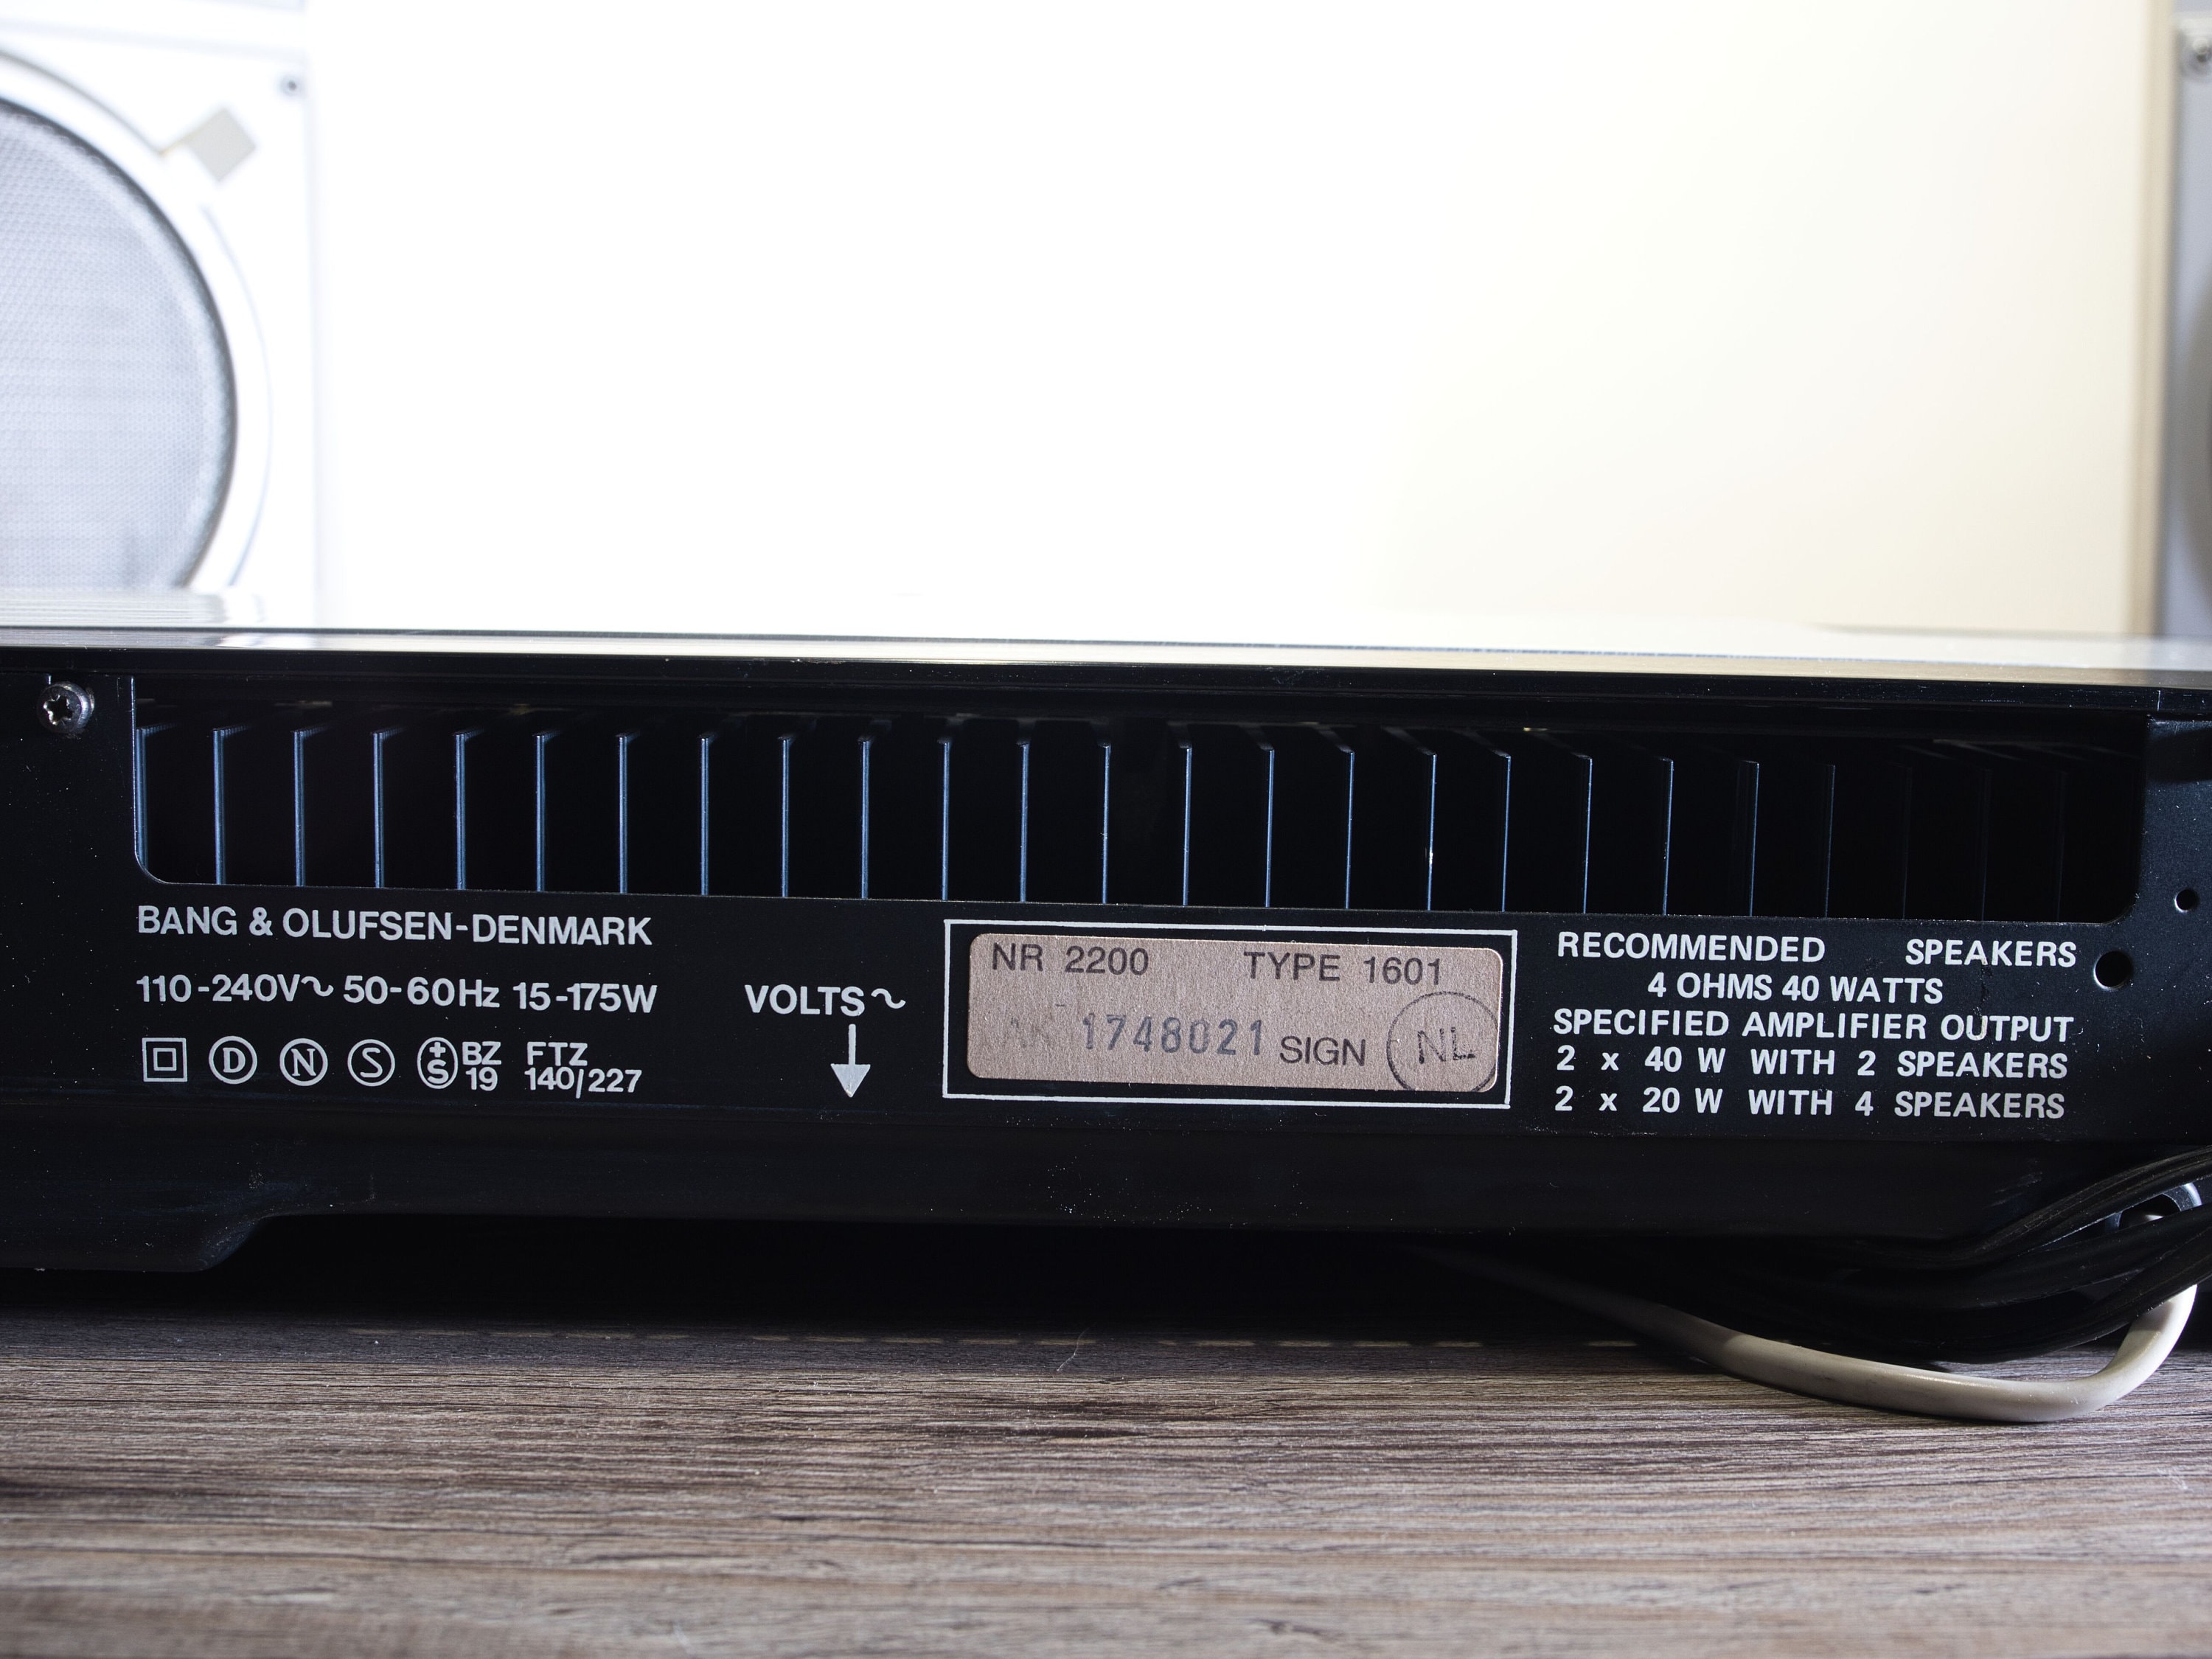 BANG & OLUFSEN-DENMARK
110-240V~ 50-60Hz 15-175W
D N S +S BZ 19 FTZ 140/227
VOLTS~
NR 2200 TYPE 1601
AK 1748021 SIGN NL
RECOMMENDED SPEAKERS
4 OHMS 40 WATTS
SPECIFIED AMPLIFIER OUTPUT
2 x 40 W WITH 2 SPEAKERS
2 x 20 W WITH 4 SPEAKERS